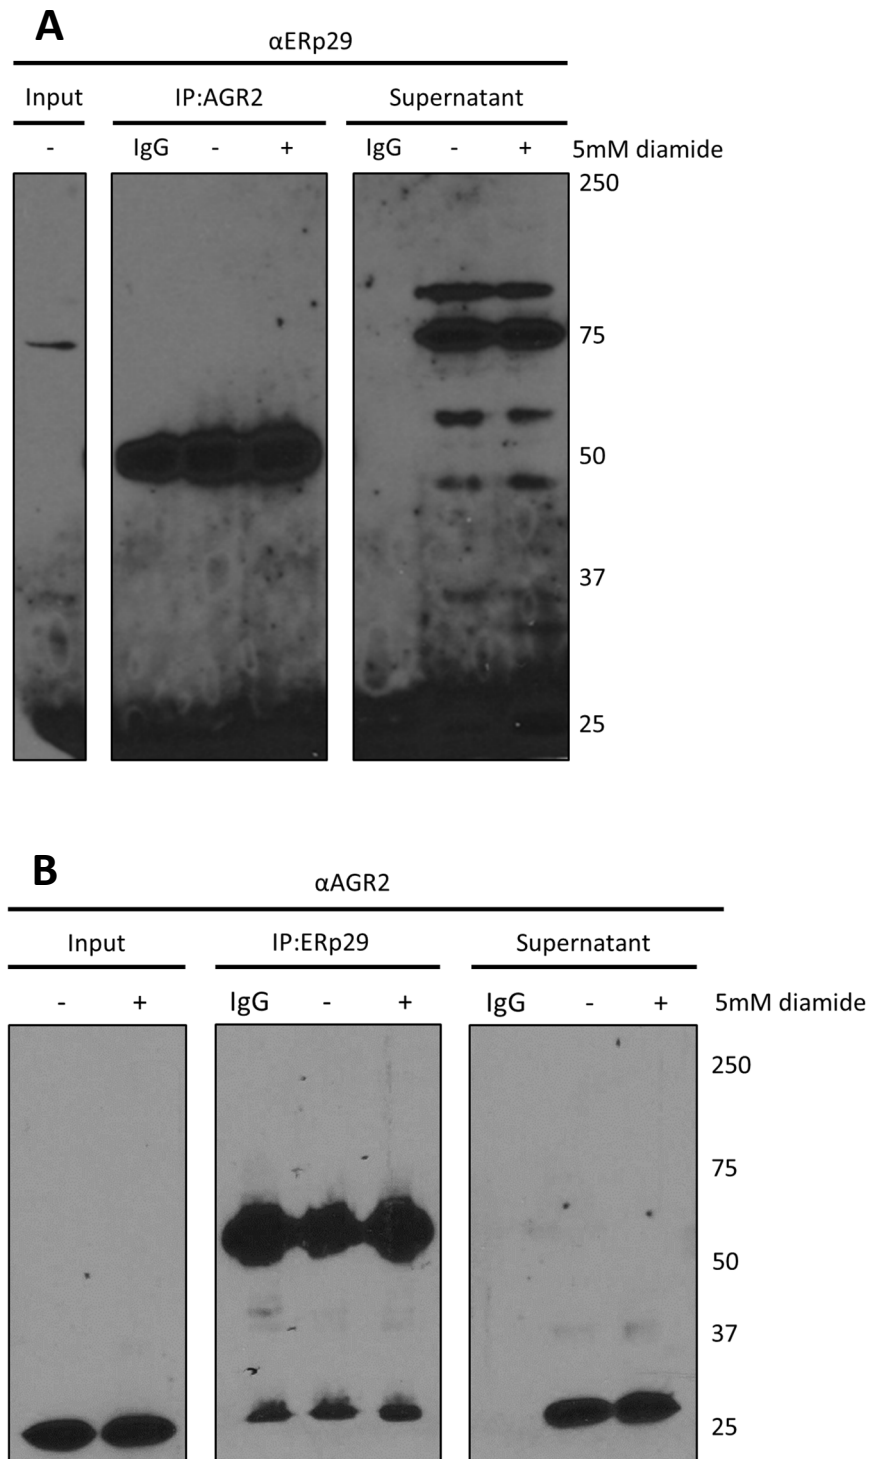 A
αERp29
Input IP:AGR2 Supernatant
- IgG - + IgG - + 5mM diamide
250
75
50
37
25
B
αAGR2
Input IP:ERp29 Supernatant
- + IgG - + IgG - + 5mM diamide
250
75
50
37
25